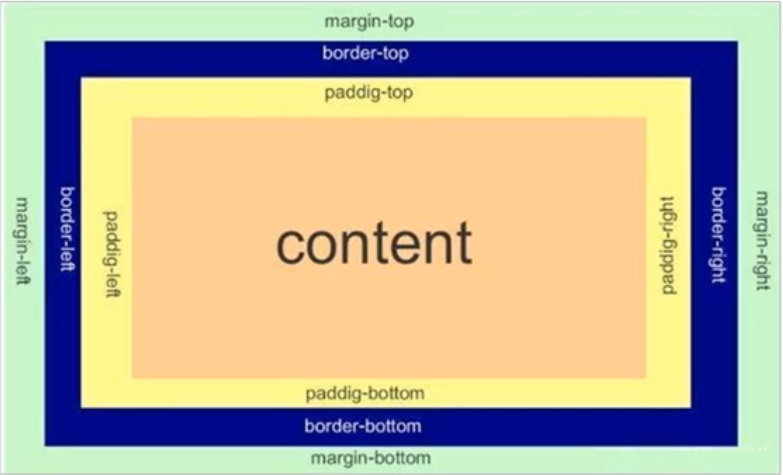 margin-top
border-top
paddig-top
margin-left
border-left
paddig-left
content
paddig-right
border-right
margin-right
paddig-bottom
border-bottom
margin-bottom